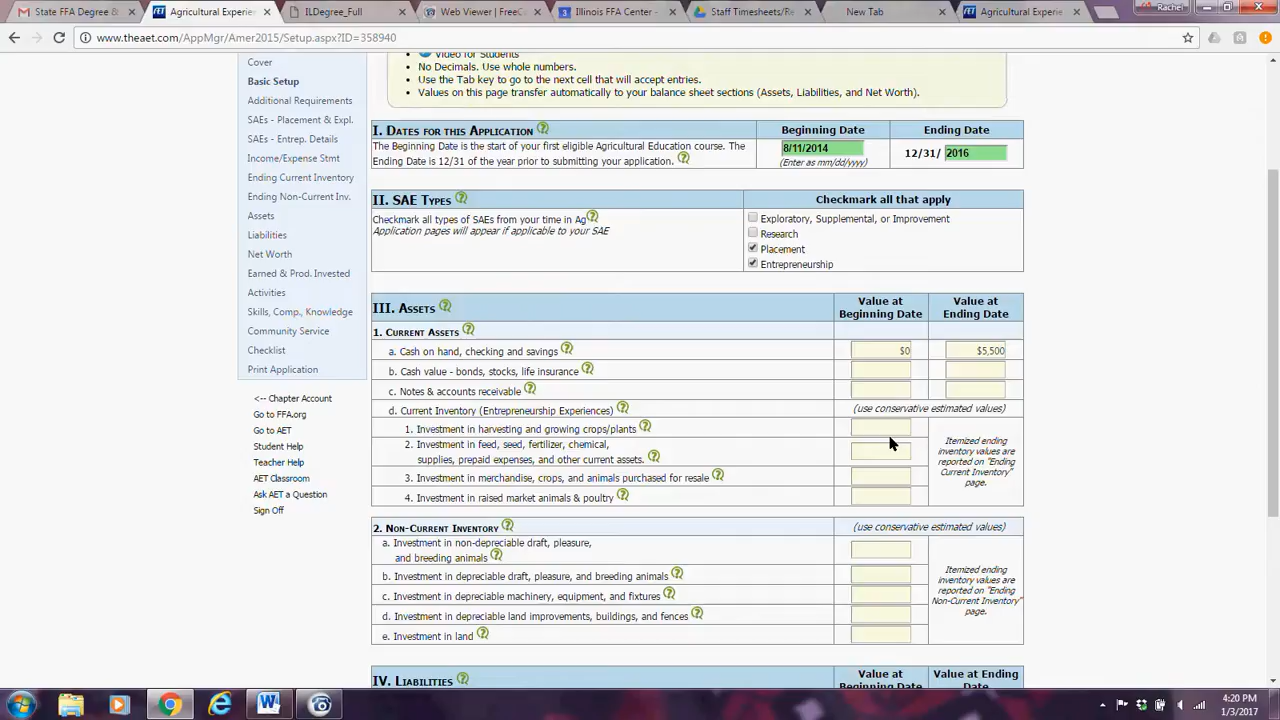 State FFA Degree &
Agricultural Experie
ILDegree_Full
Web Viewer | FreeC
Illinois FFA Center -
Staff Timesheets/Re
New Tab
Agricultural Experie
Rachel
www.theaet.com/AppMgr/Amer2015/Setup.aspx?ID=358940
Cover
Basic Setup
Additional Requirements
SAEs - Placement & Expl.
SAEs - Entrep. Details
Income/Expense Stmt
Ending Current Inventory
Ending Non-Current Inv.
Assets
Liabilities
Net Worth
Earned & Prod. Invested
Activities
Skills, Comp., Knowledge
Community Service
Checklist
Print Application
<-- Chapter Account
Go to FFA.org
Go to AET
Student Help
Teacher Help
AET Classroom
Ask AET a Question
Sign Off
Video for Students
No Decimals. Use whole numbers.
Use the Tab key to go to the next cell that will accept entries.
Values on this page transfer automatically to your balance sheet sections (Assets, Liabilities, and Net Worth).
I. Dates for this Application
Beginning Date
Ending Date
The Beginning Date is the start of your first eligible Agricultural Education course. The
Ending Date is 12/31 of the year prior to submitting your application.
8/11/2014
(Enter as mm/dd/yyyy)
12/31/ 2016
II. SAE Types
Checkmark all that apply
Checkmark all types of SAEs from your time in Ag
Application pages will appear if applicable to your SAE
Exploratory, Supplemental, or Improvement
Research
Placement
Entrepreneurship
III. Assets
Value at
Beginning Date
Value at
Ending Date
1. Current Assets
a. Cash on hand, checking and savings $0 $5,500
b. Cash value - bonds, stocks, life insurance
c. Notes & accounts receivable
d. Current Inventory (Entrepreneurship Experiences) (use conservative estimated values)
1. Investment in harvesting and growing crops/plants
2. Investment in feed, seed, fertilizer, chemical,
supplies, prepaid expenses, and other current assets.
3. Investment in merchandise, crops, and animals purchased for resale
4. Investment in raised market animals & poultry
Itemized ending
inventory values
are
reported on "Ending
Current Inventory"
page.
2. Non-Current Inventory (use conservative estimated values)
a. Investment in non-depreciable draft, pleasure,
and breeding animals
b. Investment in depreciable draft, pleasure, and breeding animals
c. Investment in depreciable machinery, equipment, and fixtures
d. Investment in depreciable land improvements, buildings, and fences
e. Investment in land
Itemized ending
inventory values
are
reported on "Ending
Non-Current Inventory"
page.
IV. Liabilities
Value at
Beginning Date
Value at Ending
Date
4:20 PM
1/3/2017